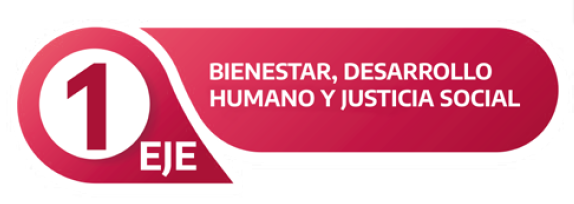 1
EJE
BIENESTAR, DESARROLLO
HUMANO Y JUSTICIA SOCIAL